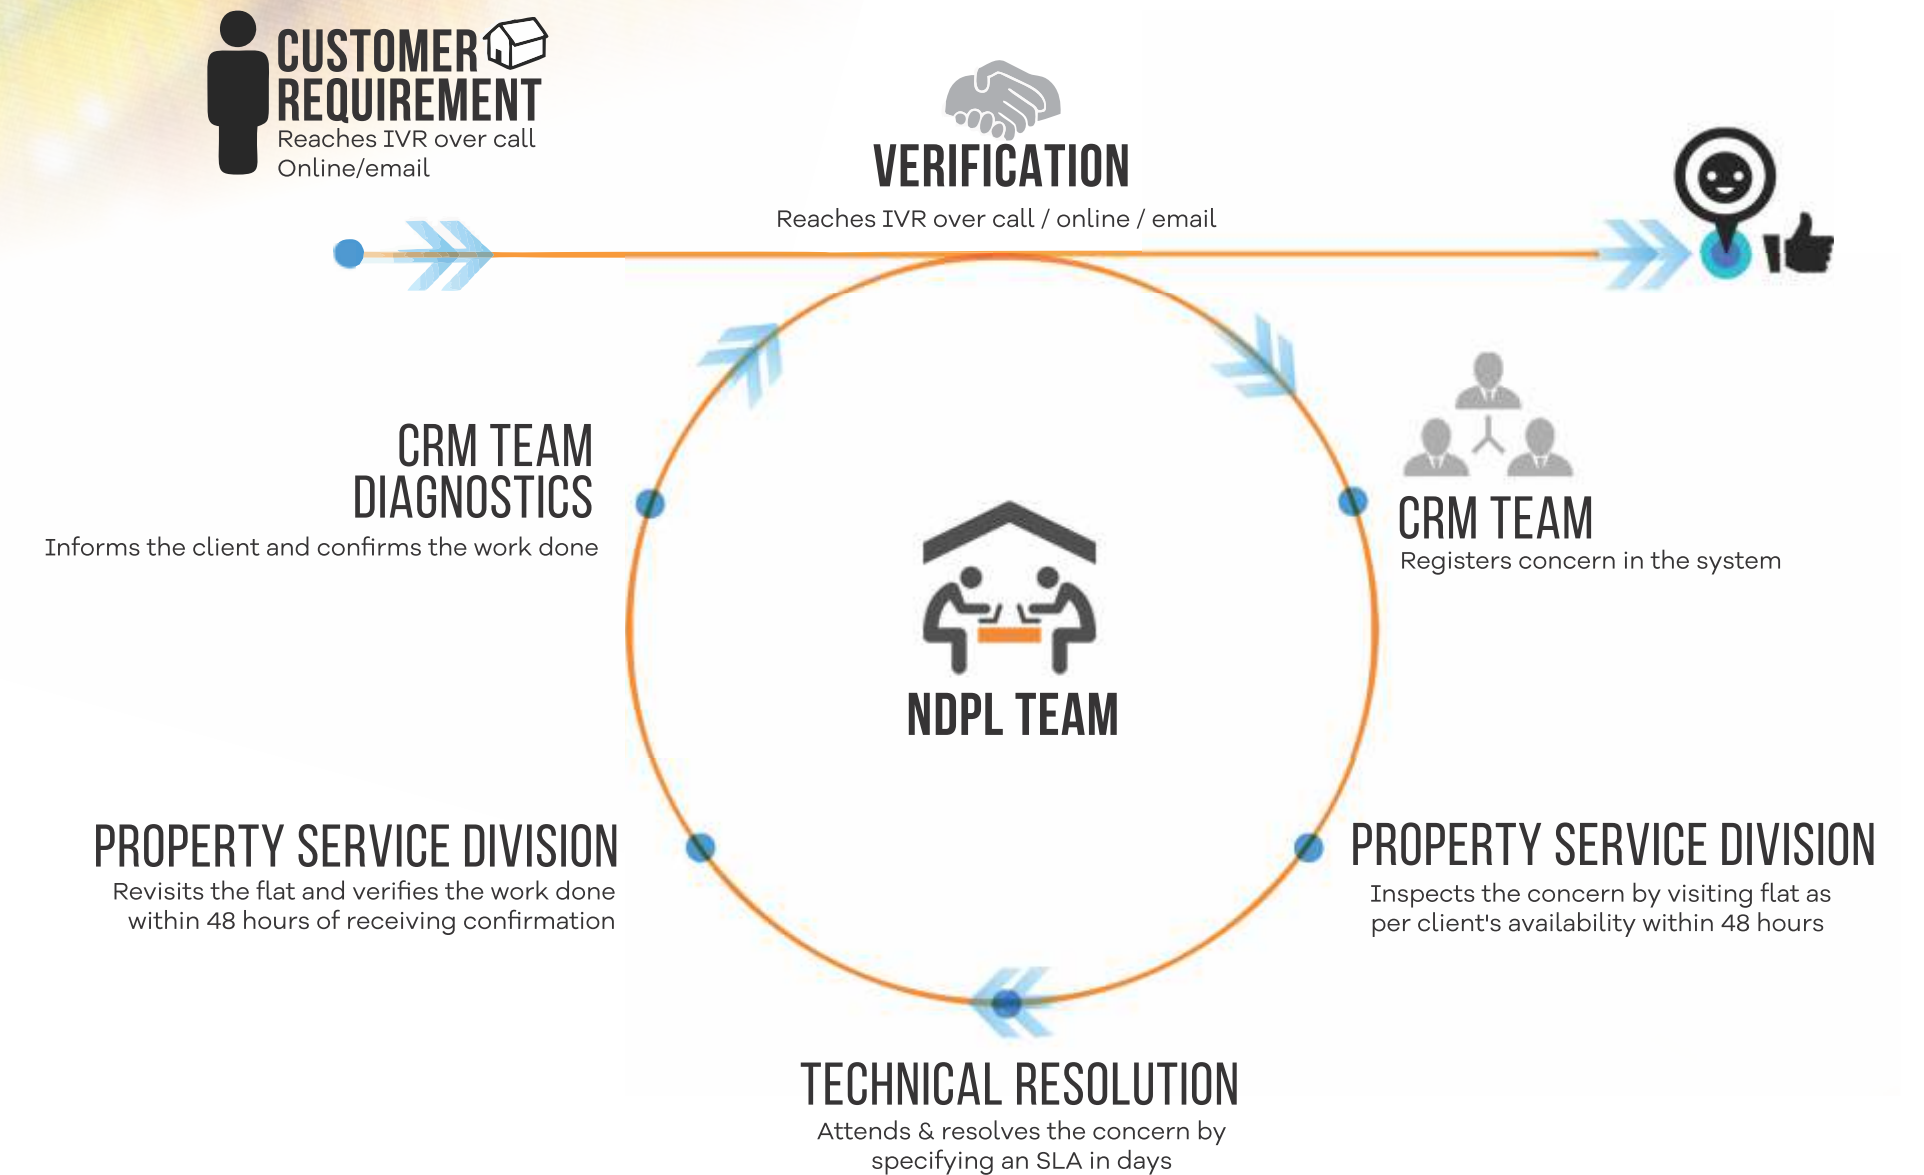 CUSTOMER
REQUIREMENT
Reaches IVR over call
Online/email
VERIFICATION
Reaches IVR over call / online / email
CRM TEAM
Registers concern in the system
PROPERTY SERVICE DIVISION
Inspects the concern by visiting flat as
per client's availability within 48 hours
TECHNICAL RESOLUTION
Attends & resolves the concern by
specifying an SLA in days
PROPERTY SERVICE DIVISION
Revisits the flat and verifies the work done
within 48 hours of receiving confirmation
CRM TEAM
DIAGNOSTICS
Informs the client and confirms the work done
NDPL TEAM